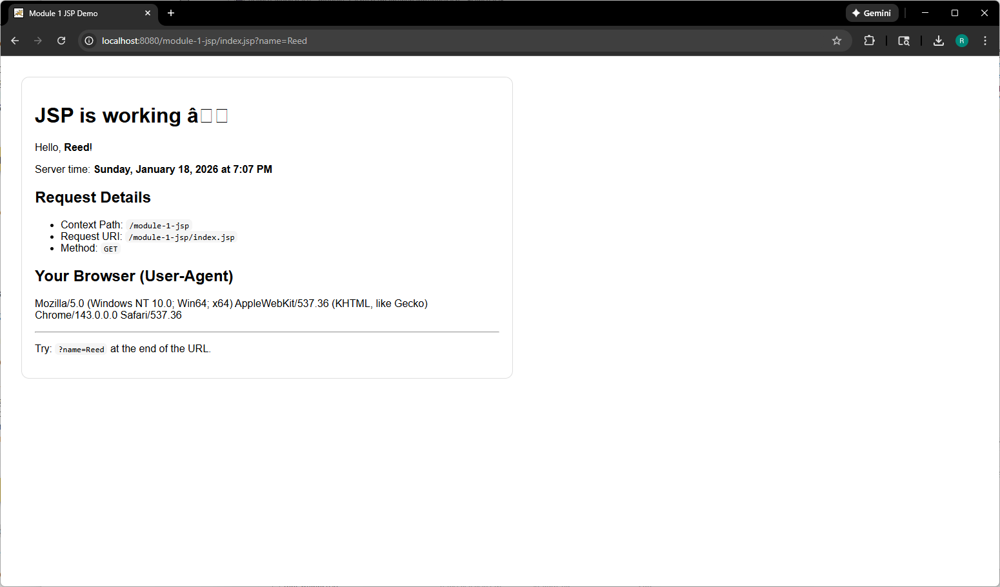 Module 1 JSP Demo
Gemini
localhost:8080/module-1-jsp/index.jsp?name=Reed
R
JSP is working â
Hello, Reed!
Server time: Sunday, January 18, 2026 at 7:07 PM
Request Details
Context Path: /module-1-jsp
Request URI: /module-1-jsp/index.jsp
Method: GET
Your Browser (User-Agent)
Mozilla/5.0 (Windows NT 10.0; Win64; x64) AppleWebKit/537.36 (KHTML, like Gecko)
Chrome/143.0.0.0 Safari/537.36
Try: ?name=Reed at the end of the URL.